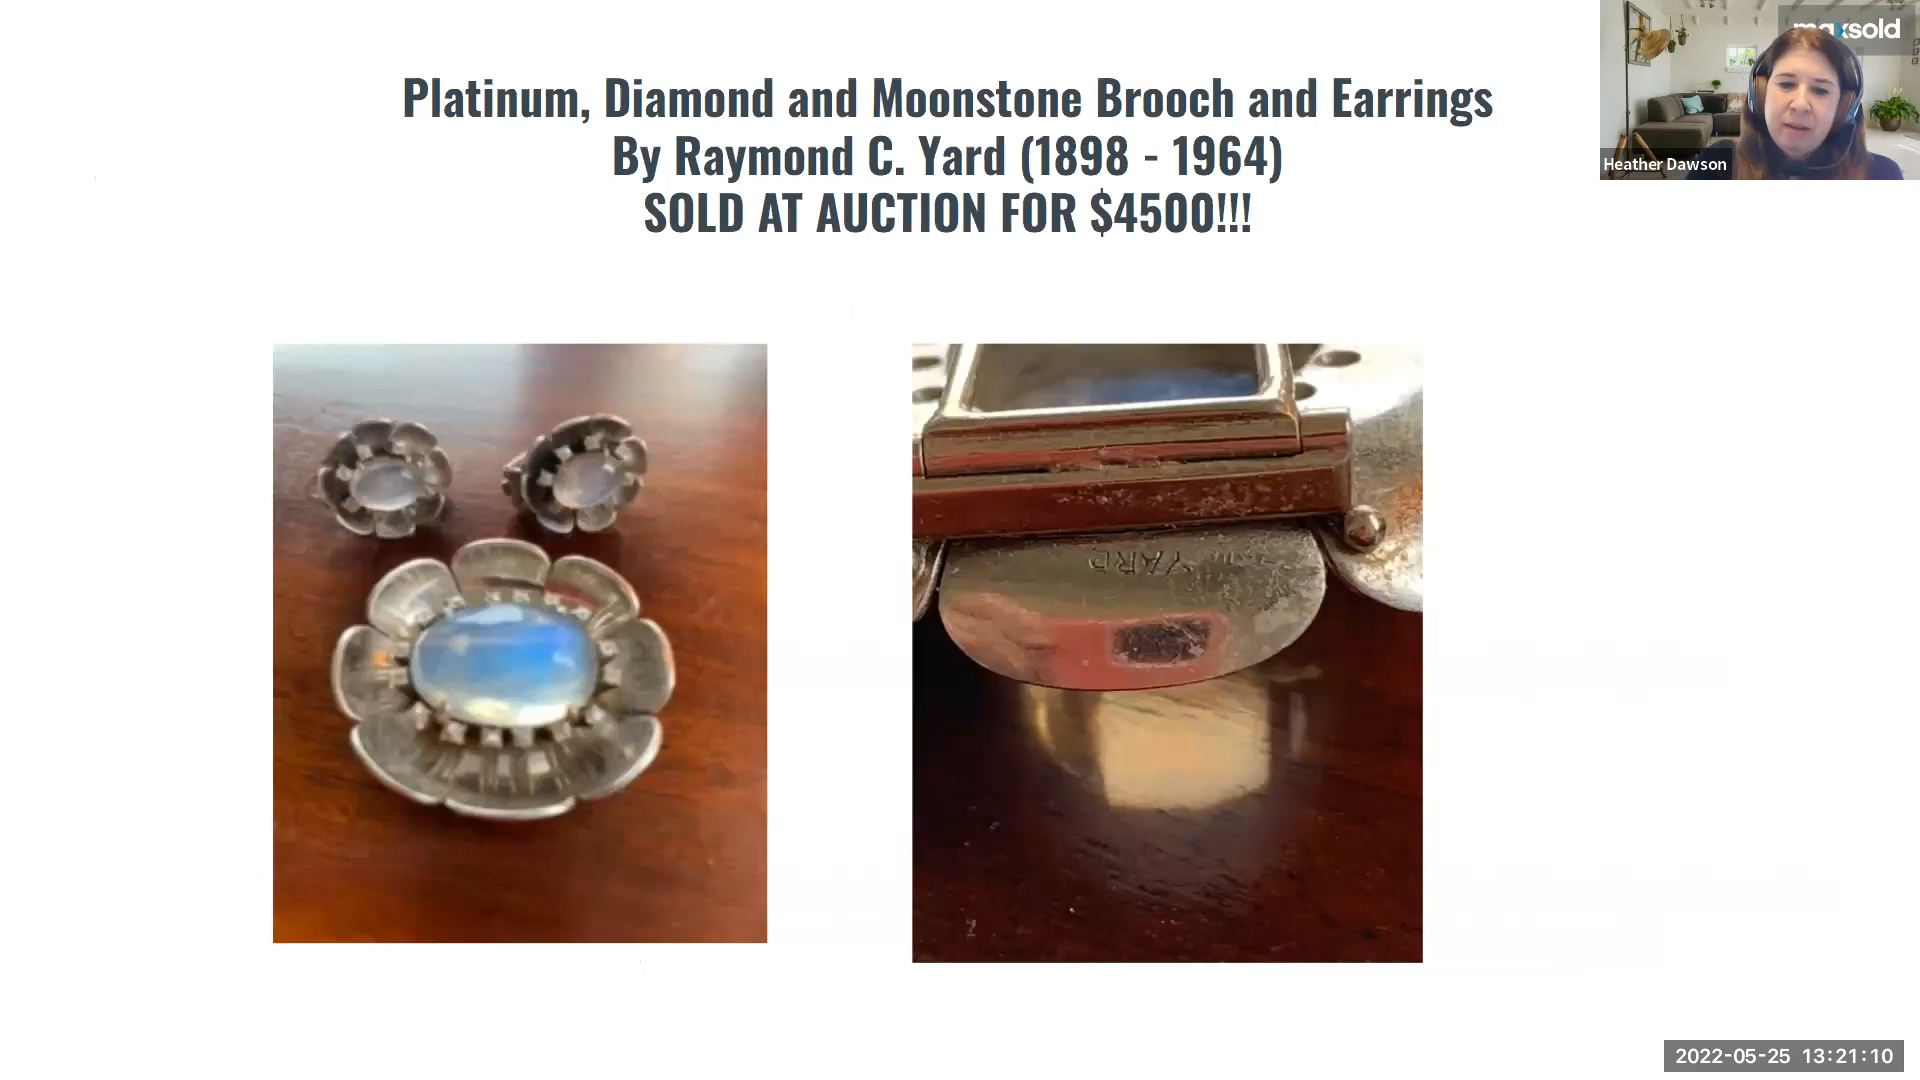 Platinum, Diamond and Moonstone Brooch and Earrings
By Raymond C. Yard (1898 - 1964)
SOLD AT AUCTION FOR $4500!!!
maxsold
Heather Dawson
YARD
2022-05-25 13:21:10